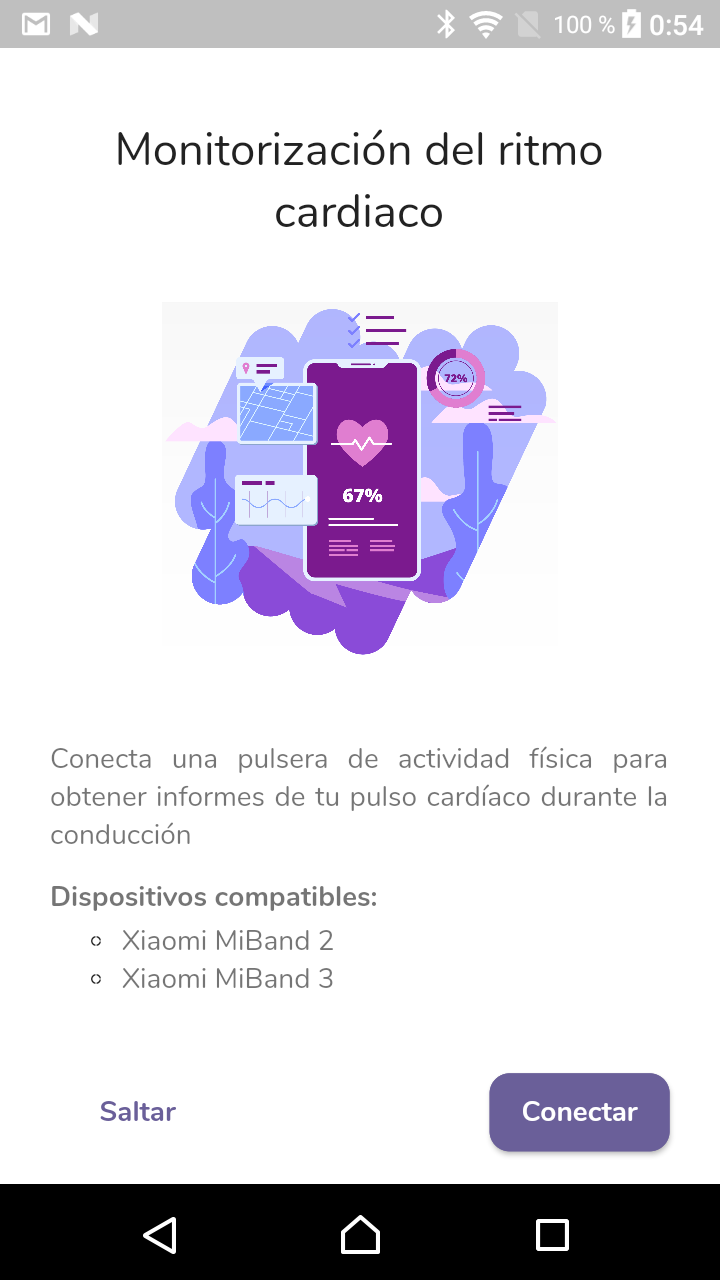 100 % 0:54
Monitorización del ritmo
cardiaco
72%
67%
Conecta una pulsera de actividad física para
obtener informes de tu pulso cardíaco durante la
conducción
Dispositivos compatibles:
Xiaomi MiBand 2
Xiaomi MiBand 3
Saltar
Conectar